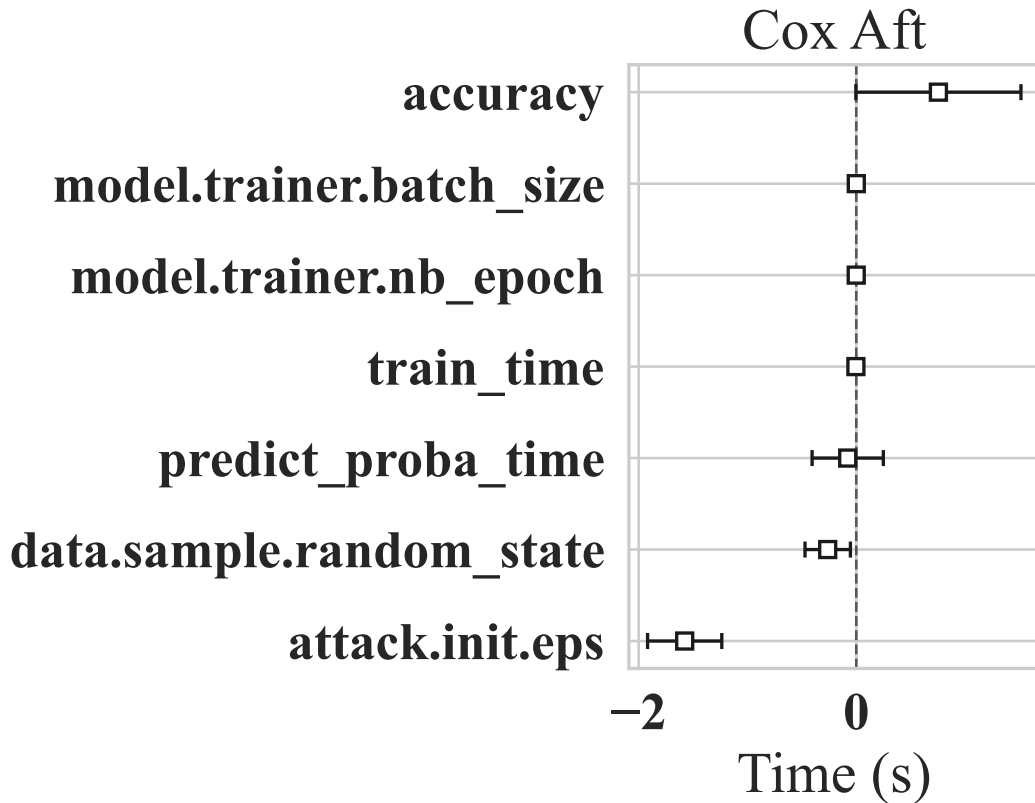 Cox Aft
accuracy
model.trainer.batch_size
model.trainer.nb_epoch
train_time
predict_proba_time
data.sample.random_state
attack.init.eps
−2 0
Time (s)